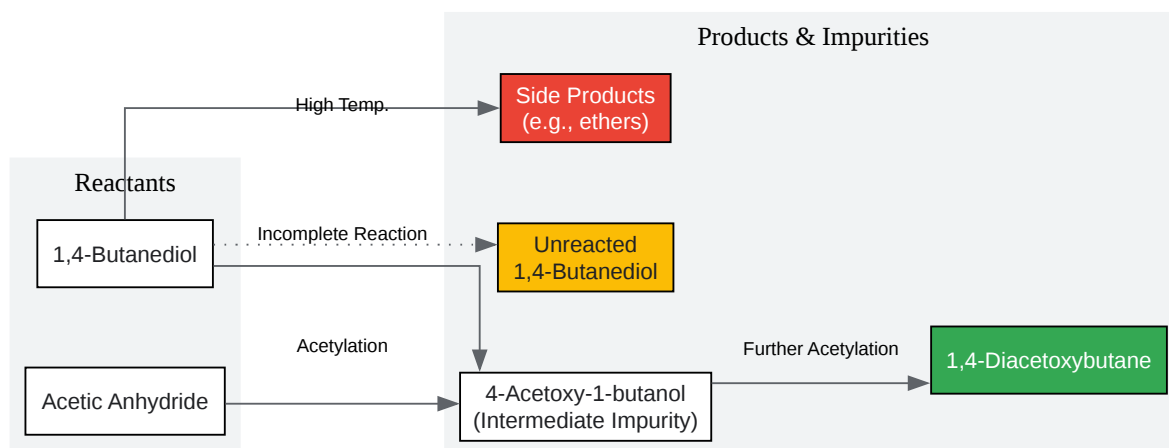 Products & Impurities
Side Products
(e.g., ethers)
High Temp.
Reactants
1,4-Butanediol
Incomplete Reaction
Unreacted
1,4-Butanediol
Acetylation
Further Acetylation
1,4-Diacetoxybutane
Acetic Anhydride
4-Acetoxy-1-butanol
(Intermediate Impurity)